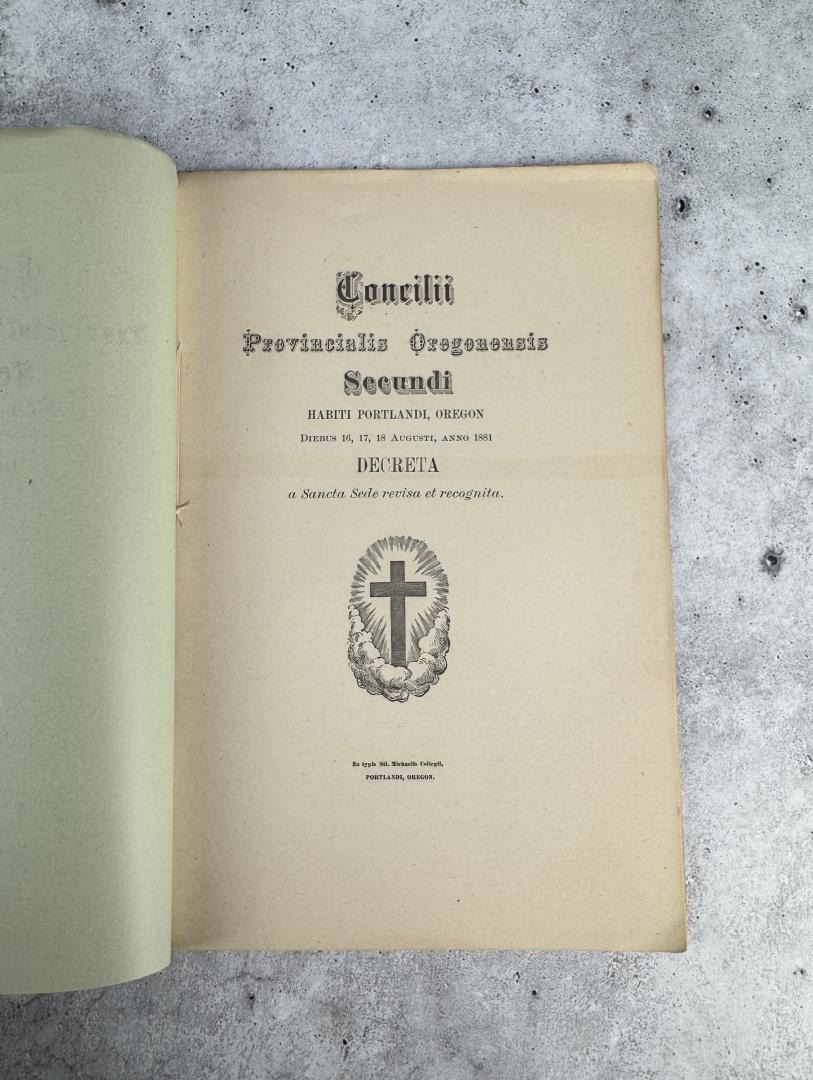 Concilii
Provincialis Oregonensis
Secundi
HABITI PORTLANDI, OREGON
DIEBUS 16, 17, 18 AUGUSTI, ANNO 1881
DECRETA
a Sancta Sede revisa et recognita.
Ex typis Sti. Michaelis Collegii,
PORTLANDI, OREGON.